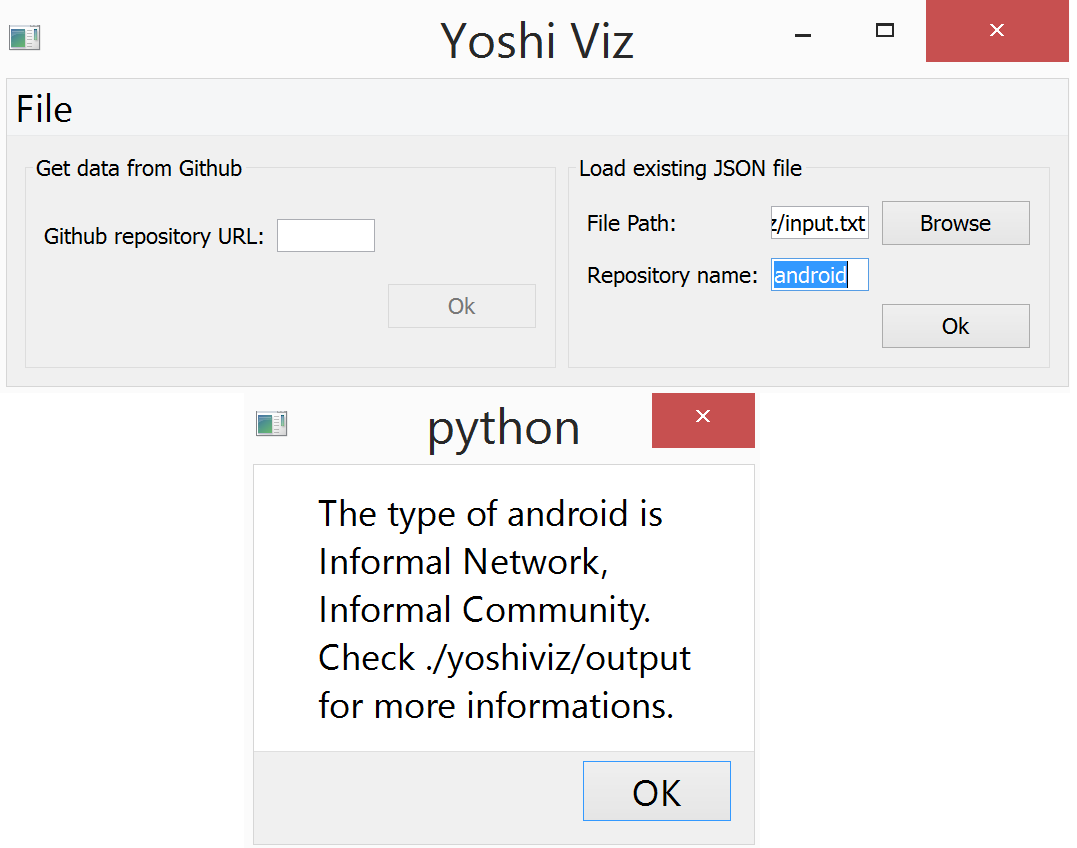 Yoshi Viz
File
Get data from Github
Github repository URL:
Ok
Load existing JSON file
File Path:
z/input.txt
Browse
Repository name:
android
Ok
python
The type of android is
Informal Network,
Informal Community.
Check ./yoshiviz/output
for more informations.
OK